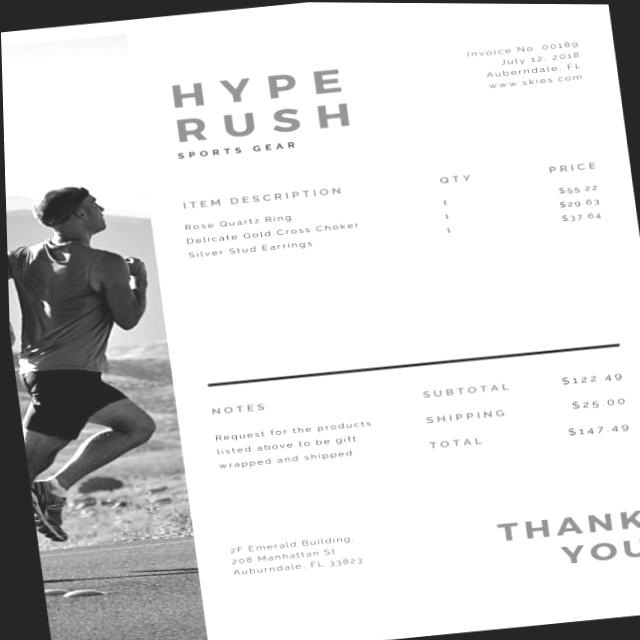 HYPE
RUSH
SPORTS GEAR
Invoice No. 00189
July 12, 2018
Auberndale, FL
www.skies.com
ITEM DESCRIPTION QTY PRICE
Rose Quartz Ring 1 $55.22
Delicate Gold Cross Choker 1 $29.63
Silver Stud Earrings 1 $37.64
NOTES
Request for the products
listed above to be gift
wrapped and shipped
SUBTOTAL $122.49
SHIPPING $25.00
TOTAL $147.49
2F Emerald Building,
208 Manhattan St
Auburndale, FL 33823
THANK
YOU